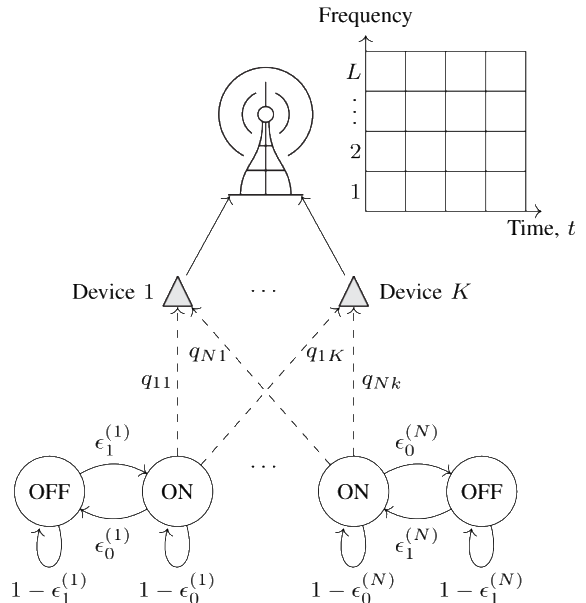 Frequency
L
⋮
2
1
Time, t
Device 1
...
Device K
q_{N1}
q_{1K}
q_{11}
q_{Nk}
ϵ_1^{(1)}
...
ϵ_0^{(N)}
OFF
ON
ON
OFF
ϵ_0^{(1)}
ϵ_1^{(N)}
1 − ϵ_1^{(1)}
1 − ϵ_0^{(1)}
1 − ϵ_0^{(N)}
1 − ϵ_1^{(N)}